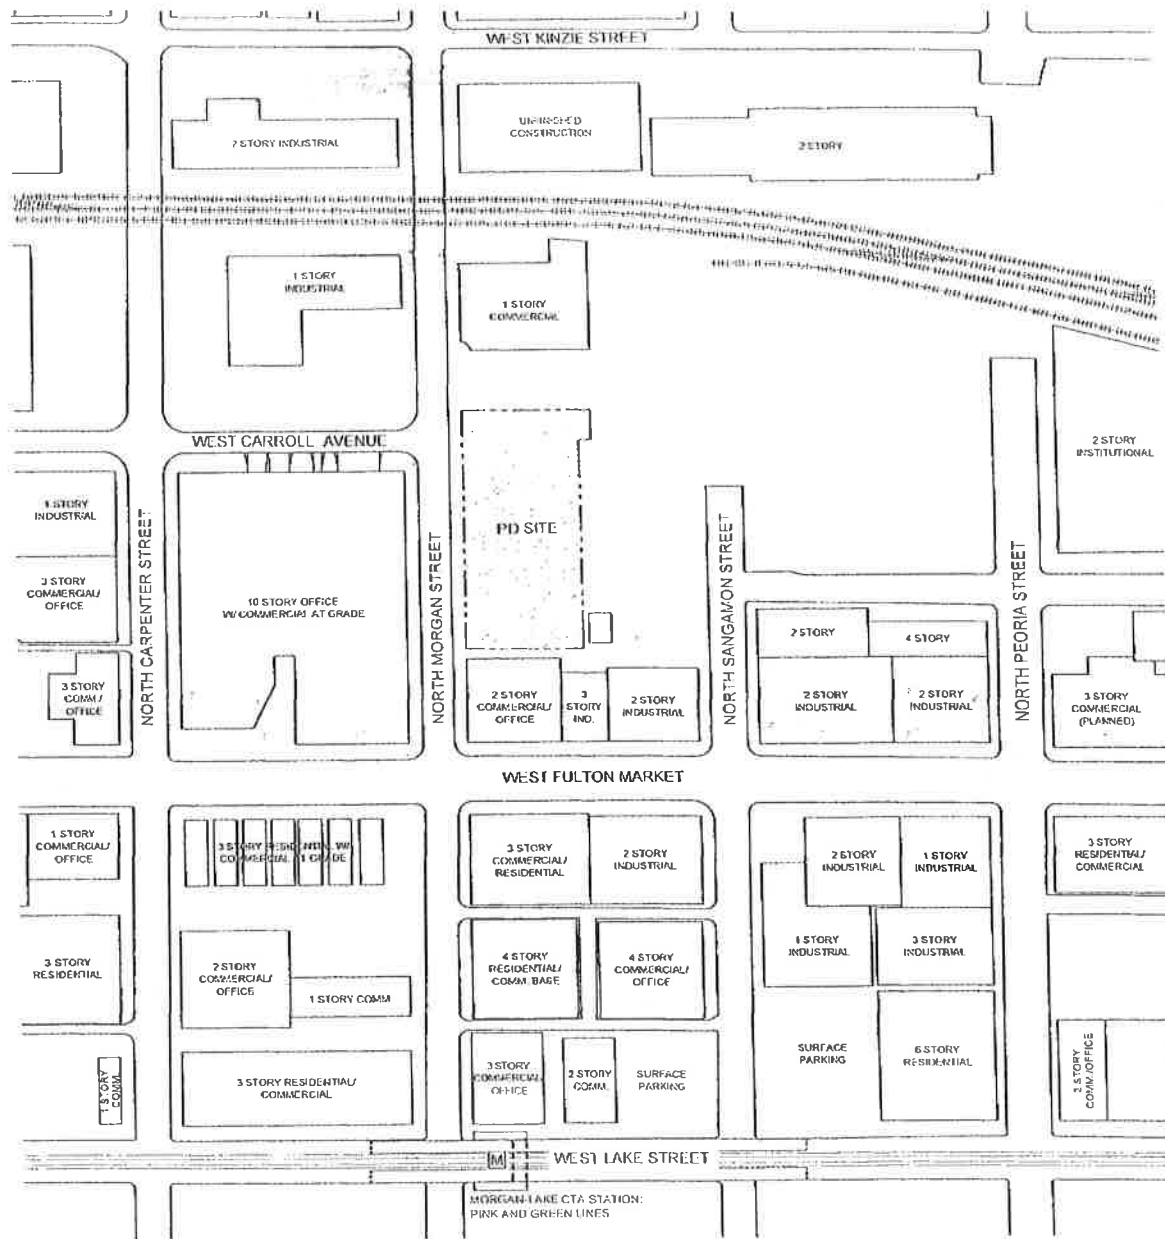 WEST KINZIE STREET
UNFINISHED
CONSTRUCTION
2 STORY INDUSTRIAL
2 STORY
1 STORY
INDUSTRIAL
1 STORY
COMMERCIAL
WEST CARROLL AVENUE
2 STORY
INSTITUTIONAL
1 STORY
INDUSTRIAL
PD SITE
3 STORY
COMMERCIAL/
OFFICE
10 STORY OFFICE
W/ COMMERCIAL AT GRADE
NORTH CARPENTER STREET
NORTH MORGAN STREET
NORTH SANGAMON STREET
NORTH PEORIA STREET
2 STORY
4 STORY
3 STORY
COMM /
OFFICE
2 STORY
COMMERCIAL/
OFFICE
3
STORY
IND.
2 STORY
INDUSTRIAL
2 STORY
INDUSTRIAL
2 STORY
INDUSTRIAL
3 STORY
COMMERCIAL
(PLANNED)
WEST FULTON MARKET
1 STORY
COMMERCIAL/
OFFICE
3 STORY RESIDENTIAL W/
COMMERCIAL AT GRADE
3 STORY
COMMERCIAL/
RESIDENTIAL
2 STORY
INDUSTRIAL
2 STORY
INDUSTRIAL
1 STORY
INDUSTRIAL
3 STORY
RESIDENTIAL/
COMMERCIAL
3 STORY
RESIDENTIAL
2 STORY
COMMERCIAL/
OFFICE
1 STORY COMM
4 STORY
RESIDENTIAL/
COMM. BASE
4 STORY
COMMERCIAL/
OFFICE
1 STORY
INDUSTRIAL
3 STORY
INDUSTRIAL
1 STORY
COMM.
3 STORY RESIDENTIAL/
COMMERCIAL
3 STORY
COMMERCIAL/
OFFICE
2 STORY
COMM.
SURFACE
PARKING
SURFACE
PARKING
6 STORY
RESIDENTIAL
2 STORY
COMM./OFFICE
M
WEST LAKE STREET
MORGAN-LAKE CTA STATION:
PINK AND GREEN LINES